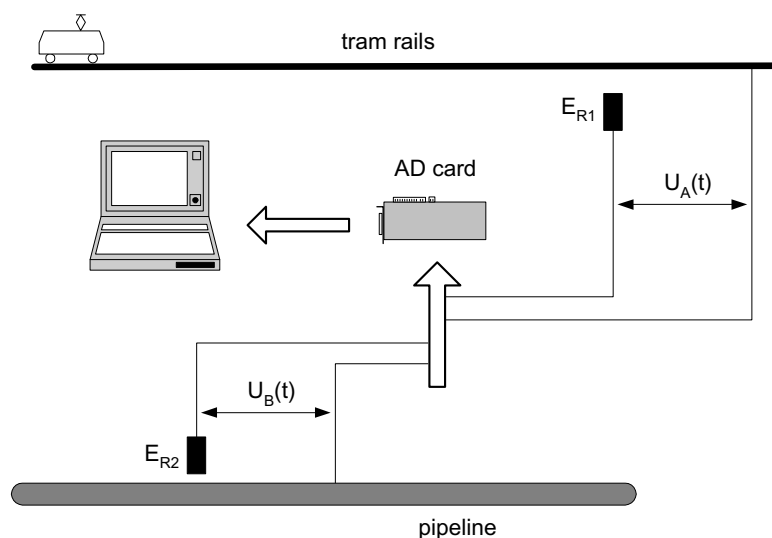 tram rails
E_R1
AD card
U_A(t)
U_B(t)
E_R2
pipeline